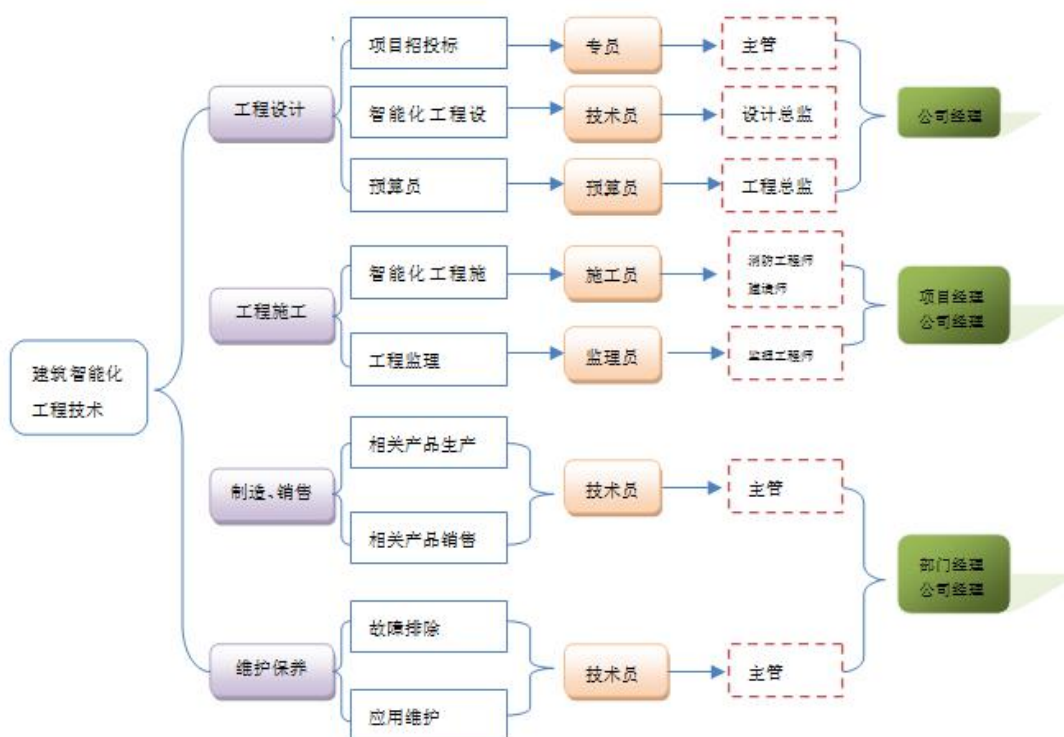 建筑智能化
工程技术
工程设计
项目招投标
专员
主管
智能化工程设
技术员
设计总监
预算员
预算员
工程总监
公司经理
工程施工
智能化工程施
施工员
消防工程师
建造师
工程监理
监理员
监理工程师
项目经理
公司经理
制造、销售
相关产品生产
相关产品销售
技术员
主管
维护保养
故障排除
应用维护
技术员
主管
部门经理
公司经理